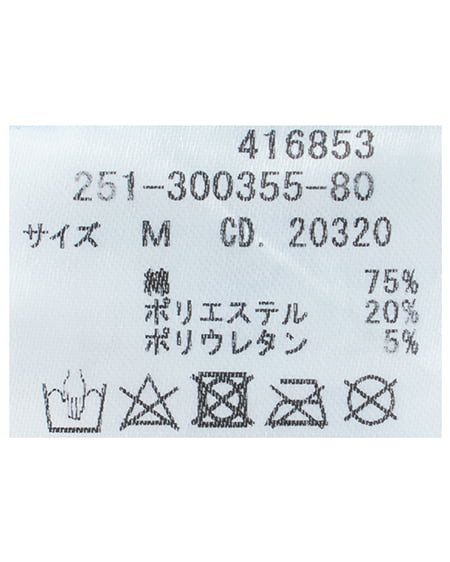 416853
251-300355-80
サイズ M CD. 20320
綿 75%
ポリエステル 20%
ポリウレタン 5%